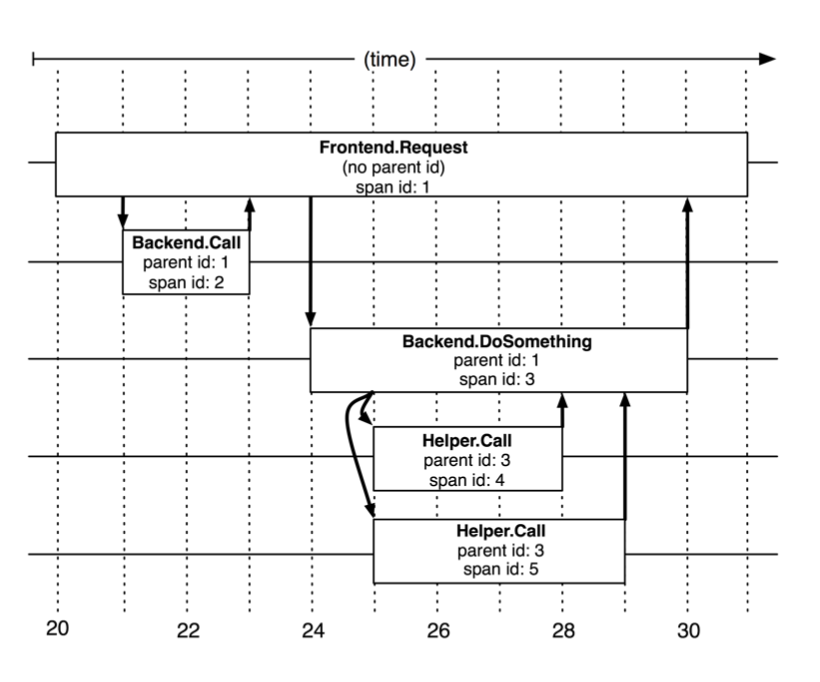 (time)
Frontend.Request
(no parent id)
span id: 1
Backend.Call
parent id: 1
span id: 2
Backend.DoSomething
parent id: 1
span id: 3
Helper.Call
parent id: 3
span id: 4
Helper.Call
parent id: 3
span id: 5
20 22 24 26 28 30